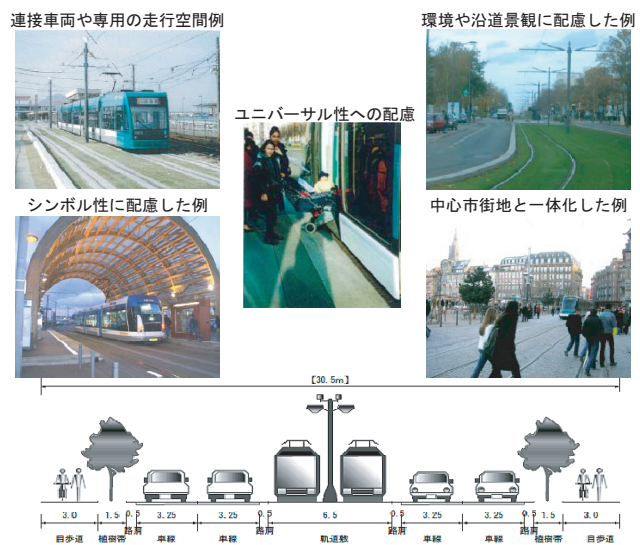 連接車両や専用の走行空間例
環境や沿道景観に配慮した例
ユニバーサル性への配慮
シンボル性に配慮した例
中心市街地と一体化した例
【30.5m】
3.0 1.5 0.5 3.25 3.25 0.5 6.5 0.5 3.25 3.25 0.5 1.5 3.0
自歩道 植樹帯 路肩 車線 車線 路肩 軌道敷 路肩 車線 車線 路肩 植樹帯 自歩道